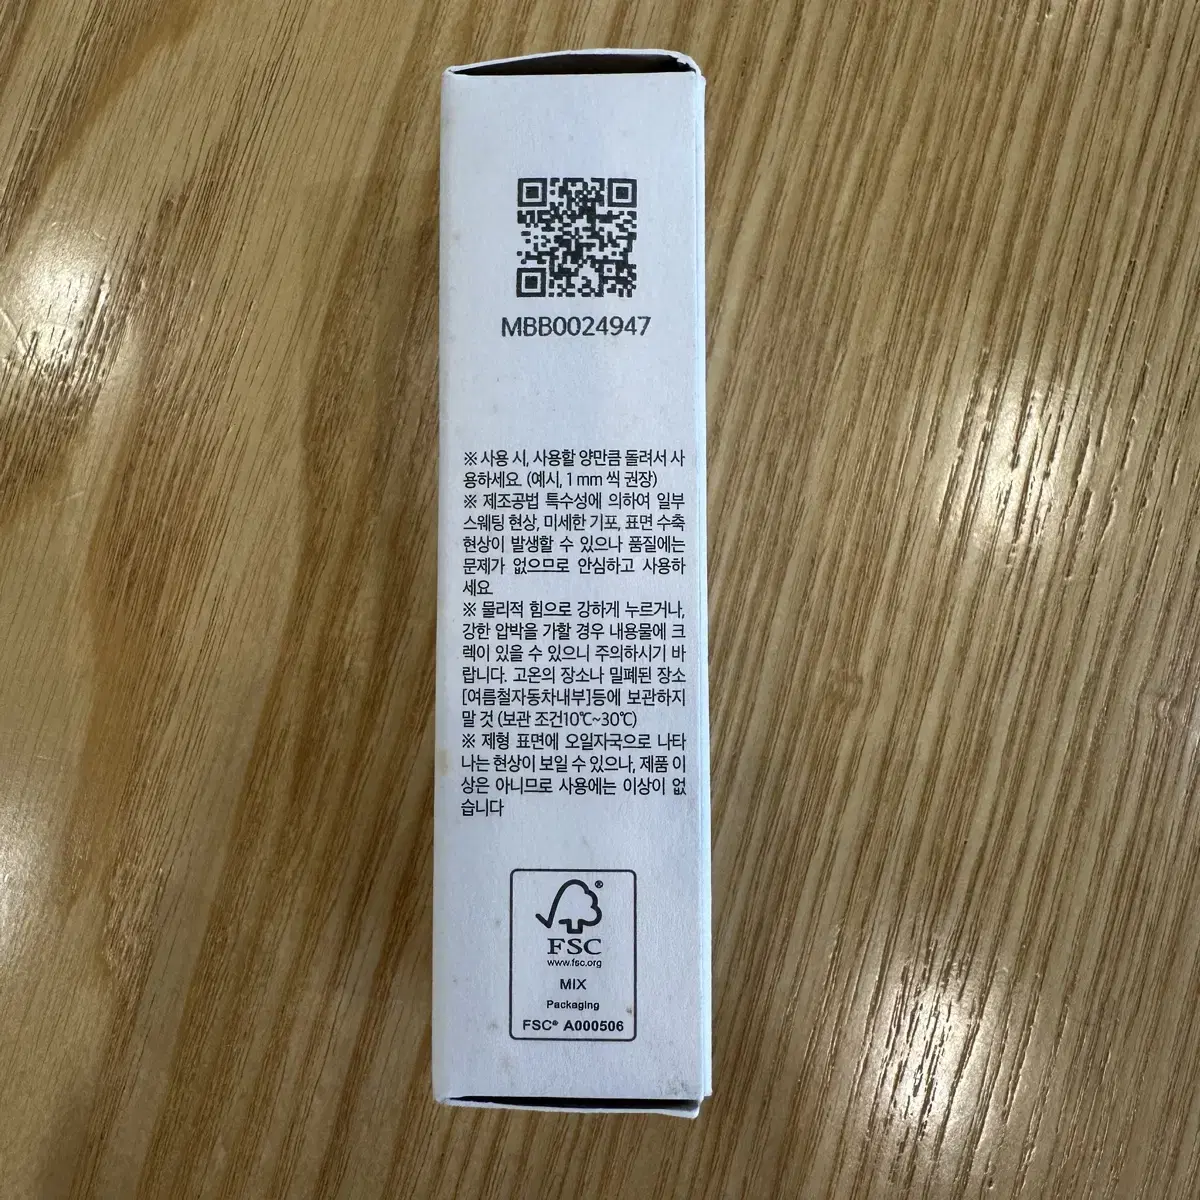 MBB0024947
※ 사용 시, 사용할 양만큼 돌려서 사
용하세요. (예시, 1 mm 씩 권장)
※ 제조공법 특수성에 의하여 일부
스웨팅 현상, 미세한 기포, 표면 수축
현상이 발생할 수 있으나 품질에는
문제가 없으므로 안심하고 사용하
세요.
※ 물리적 힘으로 강하게 누르거나,
강한 압박을 가할 경우 내용물에 크
렉이 있을 수 있으니 주의하시기 바
랍니다. 고온의 장소나 밀폐된 장소
[여름철자동차내부]등에 보관하지
말 것 (보관 조건10℃~30℃)
※ 제형 표면에 오일자국으로 나타
나는 현상이 보일 수 있으나, 제품 이
상은 아니므로 사용에는 이상이 없
습니다
®
FSC
www.fsc.org
MIX
Packaging
FSC® A000506